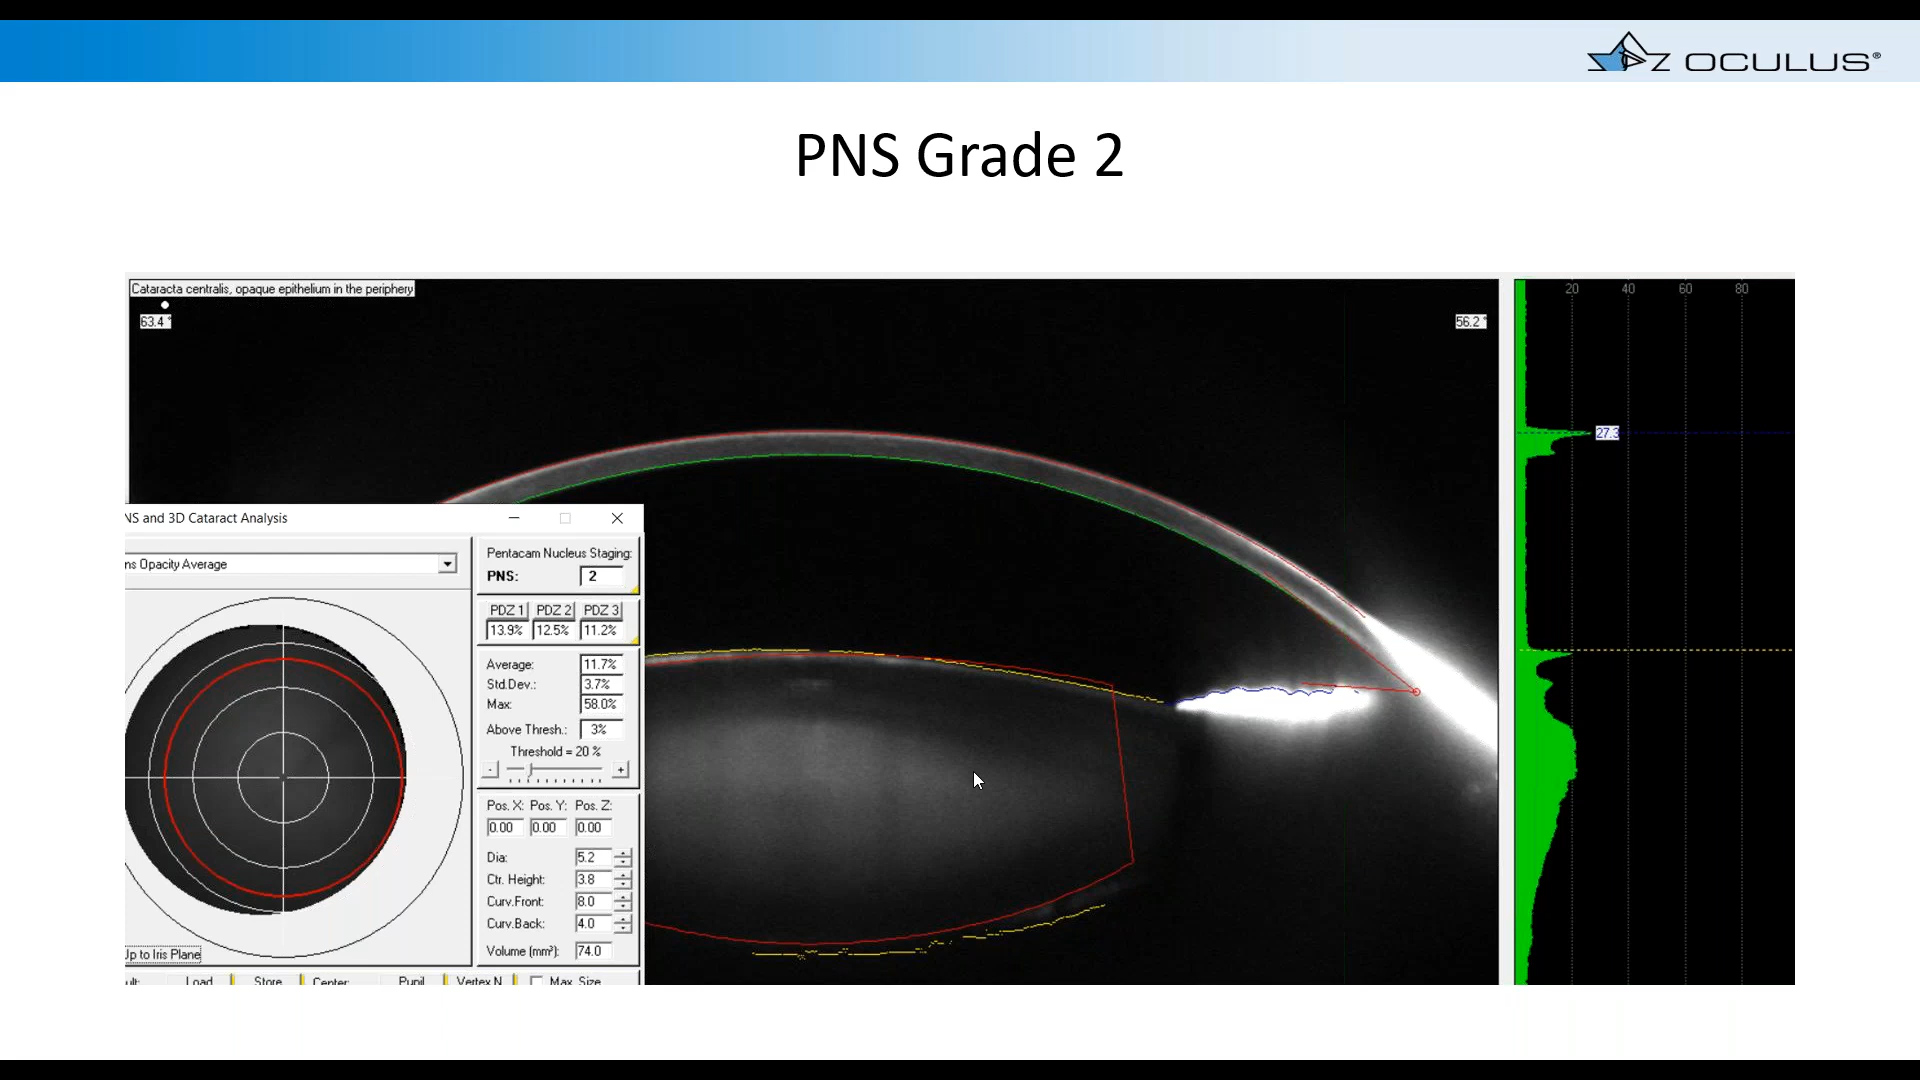 OCULUS®
PNS Grade 2
Cataracta centralis, opaque epithelium in the periphery
63.4 °
56.2 °
20 40 60 80
27.3
NS and 3D Cataract Analysis
ns Opacity Average
Pentacam Nucleus Staging:
PNS: 2
PDZ 1 PDZ 2 PDZ 3
13.9% 12.5% 11.2%
Average: 11.7%
Std.Dev.: 3.7%
Max: 58.0%
Above Thresh.: 3%
Threshold = 20 %
- +
Pos. X: Pos. Y: Pos. Z:
0.00 0.00 0.00
Dia: 5.2
Ctr. Height: 3.8
Curv.Front: 8.0
Curv.Back: 4.0
Volume (mm³): 74.0
Up to Iris Plane
Load Store Center: Pupil Vertex N Max. Size